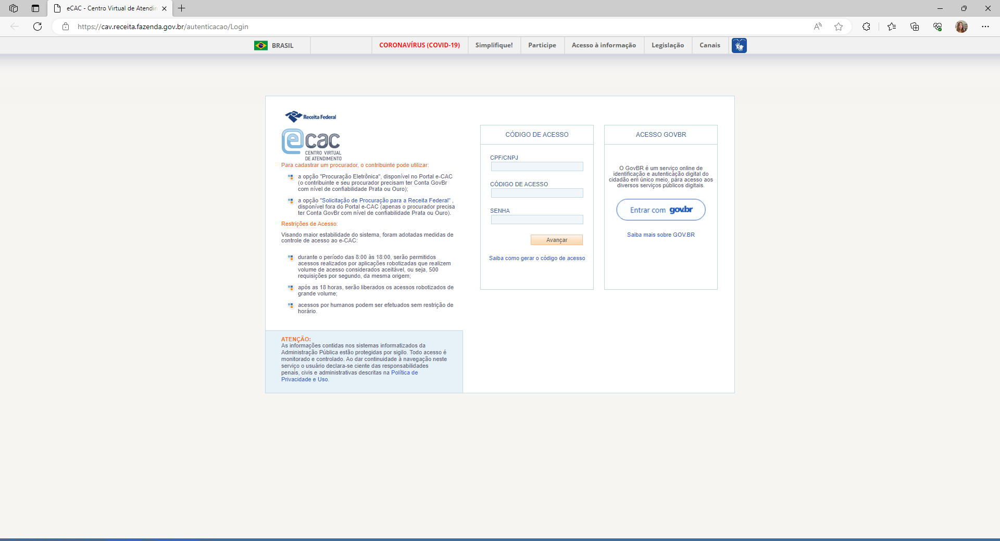 eCAC - Centro Virtual de Atendim
https://cav.receita.fazenda.gov.br/autenticacao/Login
BRASIL
CORONAVÍRUS (COVID-19)
Simplifique!
Participe
Acesso à informação
Legislação
Canais
Receita Federal
ecac
CENTRO VIRTUAL
DE ATENDIMENTO
Para cadastrar um procurador, o contribuinte pode utilizar:
a opção "Procuração Eletrônica", disponível no Portal e-CAC
(o contribuinte e seu procurador precisam ter Conta GovBr
com nível de confiabilidade Prata ou Ouro);
a opção "Solicitação de Procuração para a Receita Federal" ,
disponível fora do Portal e-CAC (apenas o procurador precisa
ter Conta GovBr com nível de confiabilidade Prata ou Ouro).
Restrições de Acesso:
Visando maior estabilidade do sistema, foram adotadas medidas de
controle de acesso ao e-CAC:
durante o período das 8:00 às 18:00, serão permitidos
acessos realizados por aplicações robotizadas que realizem
volume de acesso considerados aceitável, ou seja, 500
requisições por segundo, da mesma origem;
após as 18 horas, serão liberados os acessos robotizados de
grande volume;
acessos por humanos podem ser efetuados sem restrição de
horário.
ATENÇÃO:
As informações contidas nos sistemas informatizados da
Administração Pública estão protegidas por sigilo. Todo acesso é
monitorado e controlado. Ao dar continuidade à navegação neste
serviço o usuário declara-se ciente das responsabilidades
penais, civis e administrativas descritas na Política de
Privacidade e Uso.
CÓDIGO DE ACESSO
CPF/CNPJ
CÓDIGO DE ACESSO
SENHA
Avançar
Saiba como gerar o código de acesso
ACESSO GOVBR
O GovBR é um serviço online de
identificação e autenticação digital do
cidadão em único meio, para acesso aos
diversos serviços públicos digitais.
Entrar com gov.br
Saiba mais sobre GOV.BR